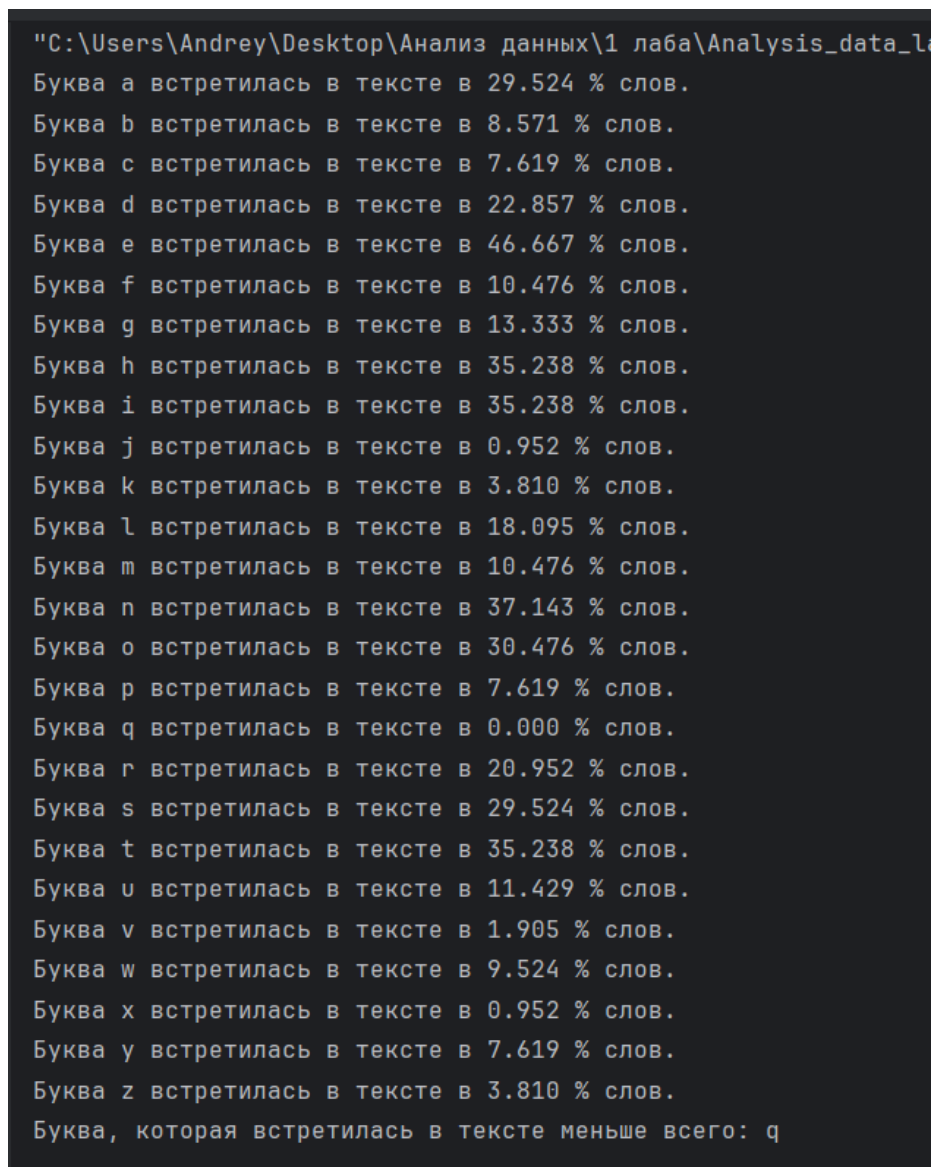 "C:\Users\Andrey\Desktop\Анализ данных\1 лаба\Analysis_data_la
Буква a встретилась в тексте в 29.524 % слов.
Буква b встретилась в тексте в 8.571 % слов.
Буква c встретилась в тексте в 7.619 % слов.
Буква d встретилась в тексте в 22.857 % слов.
Буква e встретилась в тексте в 46.667 % слов.
Буква f встретилась в тексте в 10.476 % слов.
Буква g встретилась в тексте в 13.333 % слов.
Буква h встретилась в тексте в 35.238 % слов.
Буква i встретилась в тексте в 35.238 % слов.
Буква j встретилась в тексте в 0.952 % слов.
Буква k встретилась в тексте в 3.810 % слов.
Буква l встретилась в тексте в 18.095 % слов.
Буква m встретилась в тексте в 10.476 % слов.
Буква n встретилась в тексте в 37.143 % слов.
Буква o встретилась в тексте в 30.476 % слов.
Буква p встретилась в тексте в 7.619 % слов.
Буква q встретилась в тексте в 0.000 % слов.
Буква r встретилась в тексте в 20.952 % слов.
Буква s встретилась в тексте в 29.524 % слов.
Буква t встретилась в тексте в 35.238 % слов.
Буква u встретилась в тексте в 11.429 % слов.
Буква v встретилась в тексте в 1.905 % слов.
Буква w встретилась в тексте в 9.524 % слов.
Буква x встретилась в тексте в 0.952 % слов.
Буква y встретилась в тексте в 7.619 % слов.
Буква z встретилась в тексте в 3.810 % слов.
Буква, которая встретилась в тексте меньше всего: q